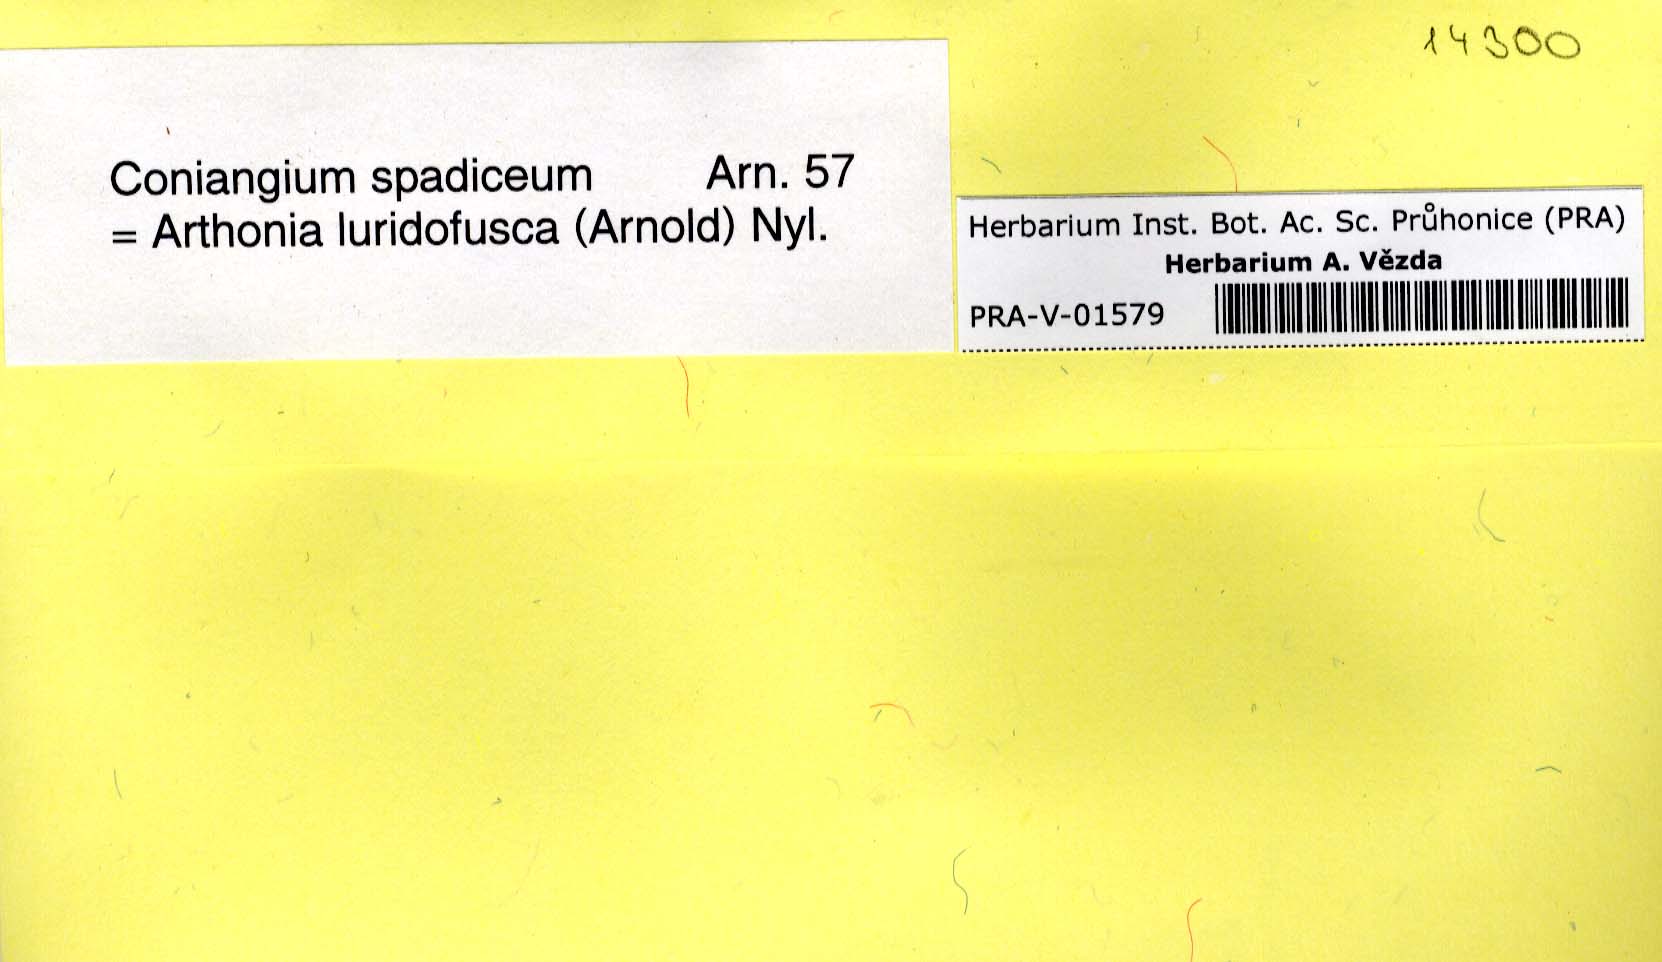 14300
Coniangium spadiceum Arn. 57
= Arthonia luridofusca (Arnold) Nyl.
Herbarium Inst. Bot. Ac. Sc. Průhonice (PRA)
Herbarium A. Vězda
PRA-V-01579